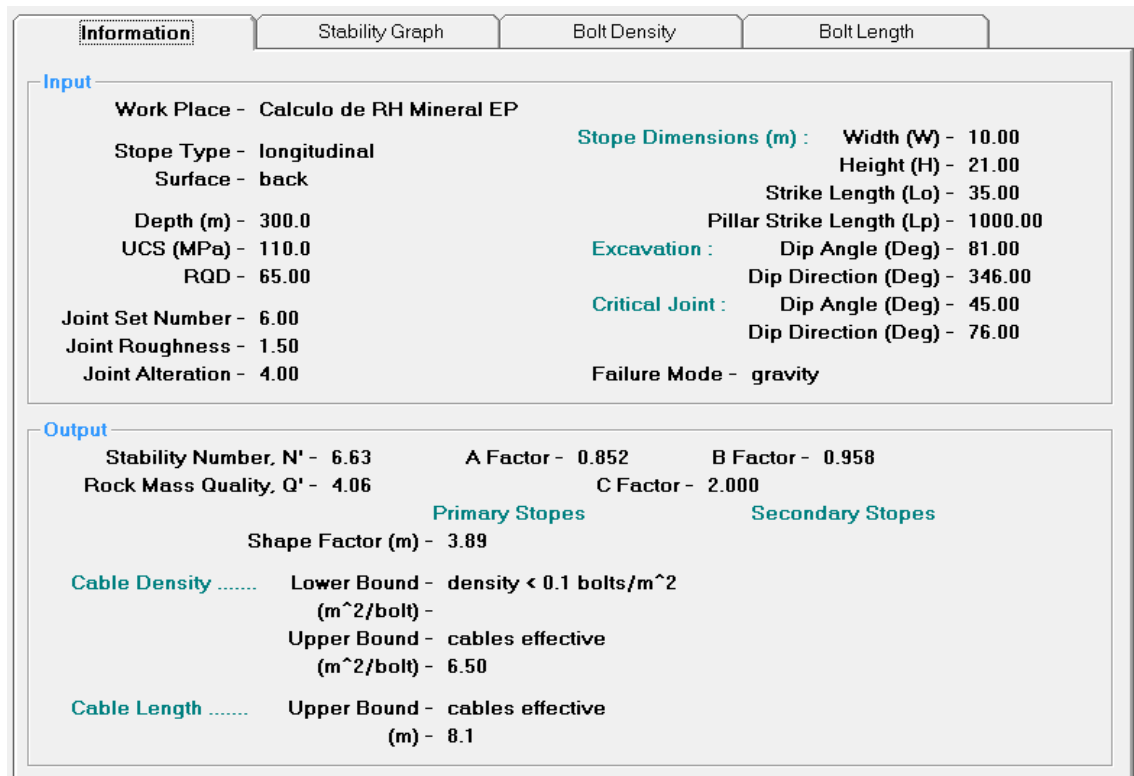 Information Stability Graph Bolt Density Bolt Length
Input
Work Place - Calculo de RH Mineral EP
Stope Type - longitudinal
Surface - back
Depth (m) - 300.0
UCS (MPa) - 110.0
RQD - 65.00
Joint Set Number - 6.00
Joint Roughness - 1.50
Joint Alteration - 4.00
Stope Dimensions (m) : Width (W) - 10.00
Height (H) - 21.00
Strike Length (Lo) - 35.00
Pillar Strike Length (Lp) - 1000.00
Excavation : Dip Angle (Deg) - 81.00
Dip Direction (Deg) - 346.00
Critical Joint : Dip Angle (Deg) - 45.00
Dip Direction (Deg) - 76.00
Failure Mode - gravity
Output
Stability Number, N' - 6.63 A Factor - 0.852 B Factor - 0.958
Rock Mass Quality, Q' - 4.06 C Factor - 2.000
Primary Stopes Secondary Stopes
Shape Factor (m) - 3.89
Cable Density ....... Lower Bound - density < 0.1 bolts/m^2
(m^2/bolt) -
Upper Bound - cables effective
(m^2/bolt) - 6.50
Cable Length ....... Upper Bound - cables effective
(m) - 8.1